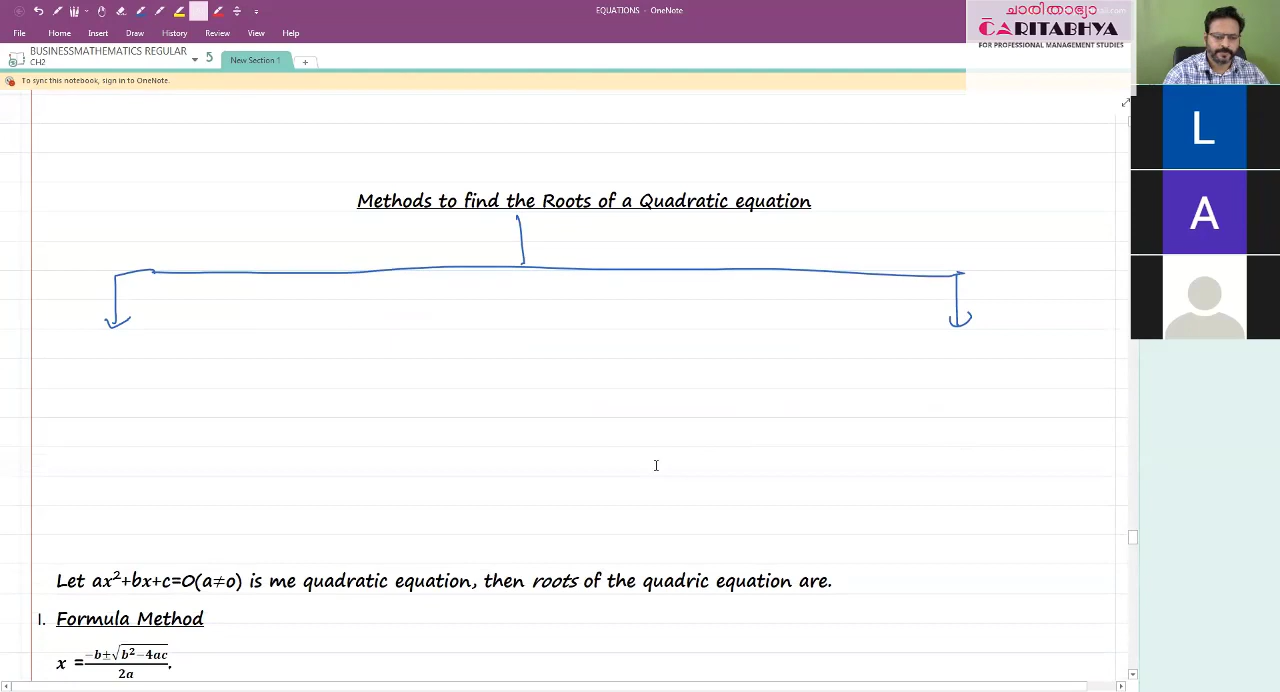 EQUATIONS - OneNote
ചാരിതാഭ്യാ
CARITABHYA
FOR PROFESSIONAL MANAGEMENT STUDIES
File Home Insert Draw History Review View Help
BUSINESSMATHEMATICS REGULAR
CH2
New Section 1
To sync this notebook, sign in to OneNote.
L
A
Methods to find the Roots of a Quadratic equation
Let ax²+bx+c=0(a≠0) is me quadratic equation, then roots of the quadric equation are.
1. Formula Method
x = −b±√b²−4ac / 2a.